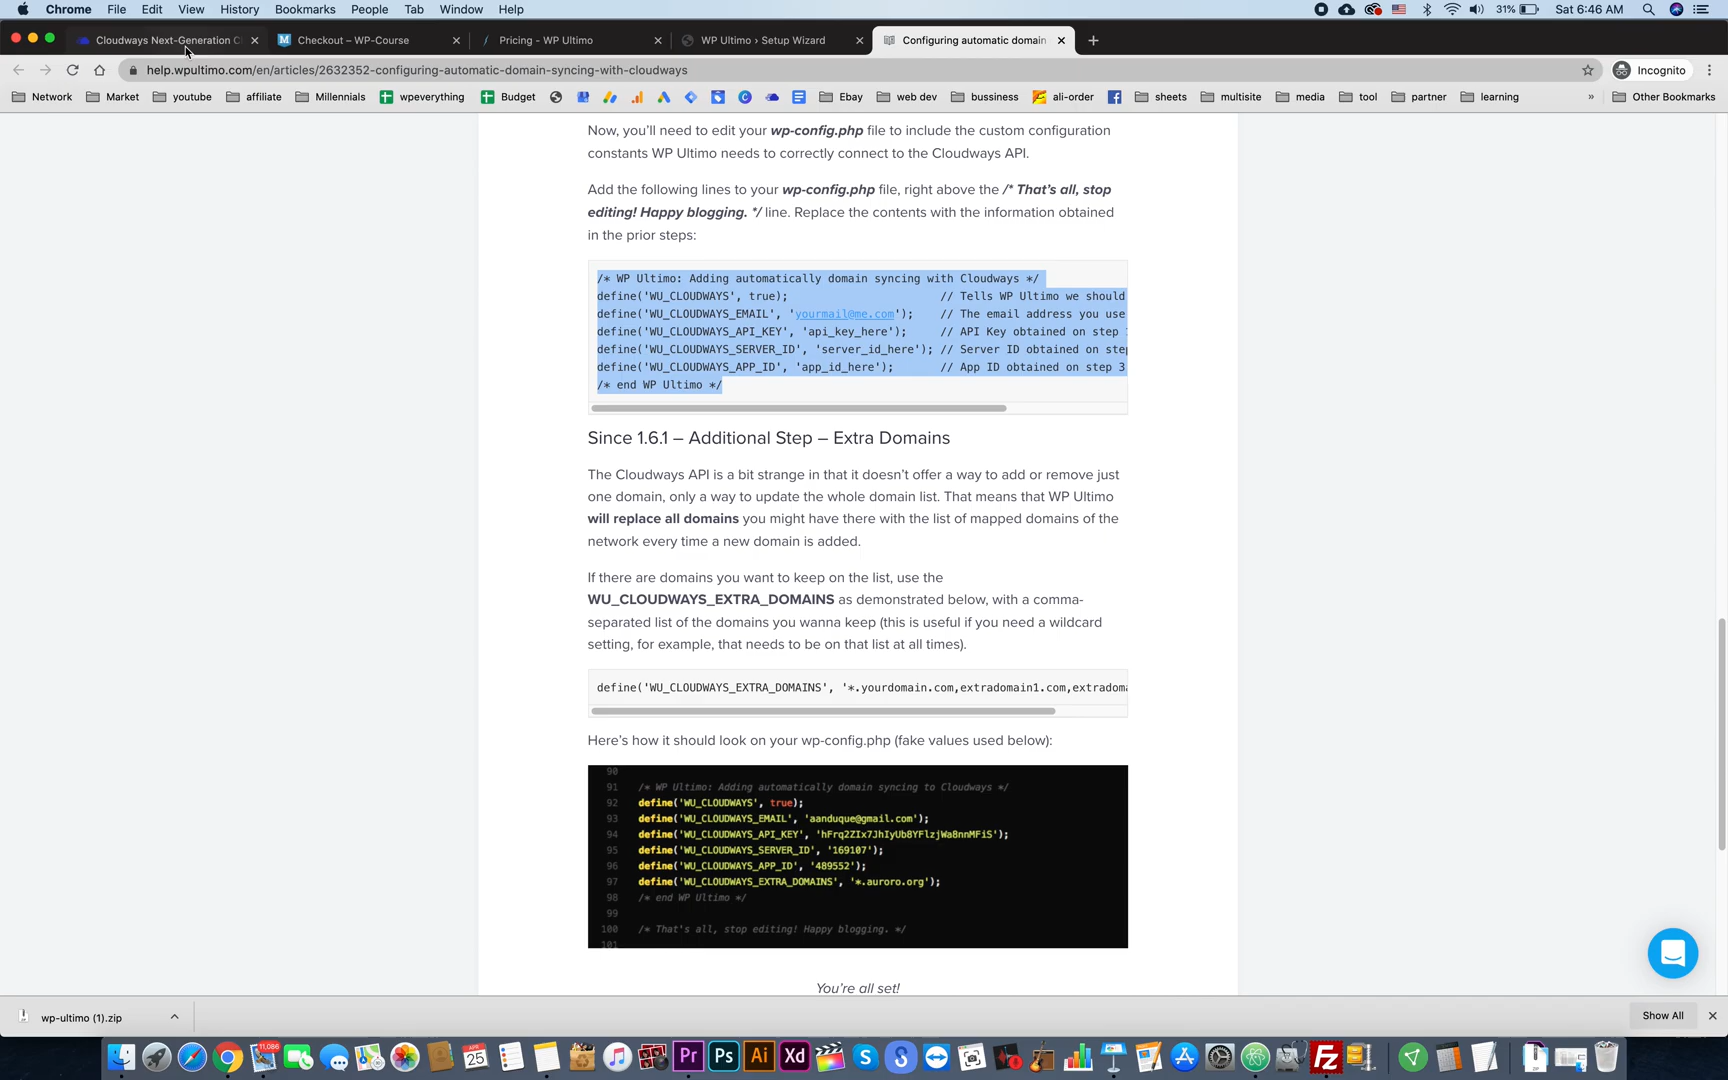 Chrome File Edit View History Bookmarks People Tab Window Help 31% Sat 6:46 AM
Cloudways Next-Generation C Checkout – WP-Course Pricing - WP Ultimo WP Ultimo › Setup Wizard Configuring automatic domain
help.wpultimo.com/en/articles/2632352-configuring-automatic-domain-syncing-with-cloudways Incognito
Network Market youtube affiliate Millennials wpeverything Budget Ebay web dev bussiness ali-order sheets multisite media tool partner learning » Other Bookmarks
Now, you’ll need to edit your wp-config.php file to include the custom configuration
constants WP Ultimo needs to correctly connect to the Cloudways API.
Add the following lines to your wp-config.php file, right above the /* That’s all, stop
editing! Happy blogging. */ line. Replace the contents with the information obtained
in the prior steps:
/* WP Ultimo: Adding automatically domain syncing with Cloudways */
define('WU_CLOUDWAYS', true); // Tells WP Ultimo we should
define('WU_CLOUDWAYS_EMAIL', 'yourmail@me.com'); // The email address you use
define('WU_CLOUDWAYS_API_KEY', 'api_key_here'); // API Key obtained on step
define('WU_CLOUDWAYS_SERVER_ID', 'server_id_here'); // Server ID obtained on ste
define('WU_CLOUDWAYS_APP_ID', 'app_id_here'); // App ID obtained on step 3
/* end WP Ultimo */
Since 1.6.1 – Additional Step – Extra Domains
The Cloudways API is a bit strange in that it doesn’t offer a way to add or remove just
one domain, only a way to update the whole domain list. That means that WP Ultimo
will replace all domains you might have there with the list of mapped domains of the
network every time a new domain is added.
If there are domains you want to keep on the list, use the
WU_CLOUDWAYS_EXTRA_DOMAINS as demonstrated below, with a comma-
separated list of the domains you wanna keep (this is useful if you need a wildcard
setting, for example, that needs to be on that list at all times).
define('WU_CLOUDWAYS_EXTRA_DOMAINS', '*.yourdomain.com,extradomain1.com,extradoma
Here’s how it should look on your wp-config.php (fake values used below):
90
91 /* WP Ultimo: Adding automatically domain syncing to Cloudways */
92 define('WU_CLOUDWAYS', true);
93 define('WU_CLOUDWAYS_EMAIL', 'aanduque@gmail.com');
94 define('WU_CLOUDWAYS_API_KEY', 'hFrq2ZIx7JhIyUb8YFlzjWa8nnMFiS');
95 define('WU_CLOUDWAYS_SERVER_ID', '169107');
96 define('WU_CLOUDWAYS_APP_ID', '489552');
97 define('WU_CLOUDWAYS_EXTRA_DOMAINS', '*.auroro.org');
98 /* end WP Ultimo */
99
100 /* That's all, stop editing! Happy blogging. */
101
You’re all set!
wp-ultimo (1).zip Show All
11,086 APR 25 Pr Ps Ai Xd